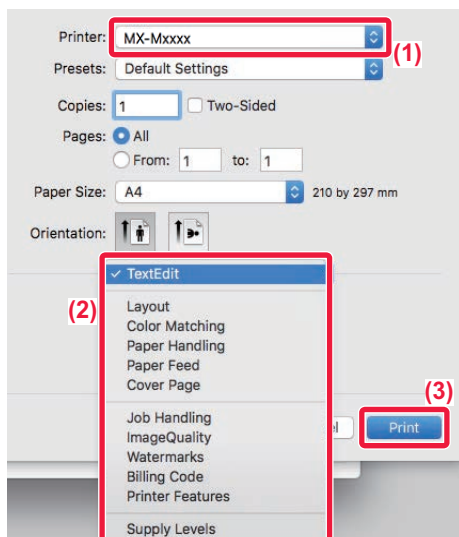 Printer: MX-Mxxxx
(1)
Presets: Default Settings
Copies: 1 Two-Sided
Pages: All
From: 1 to: 1
Paper Size: A4 210 by 297 mm
Orientation:
✓ TextEdit
(2)
Layout
Color Matching
Paper Handling
Paper Feed
Cover Page
(3)
Job Handling
ImageQuality
Watermarks
Billing Code
Printer Features
Print
Supply Levels